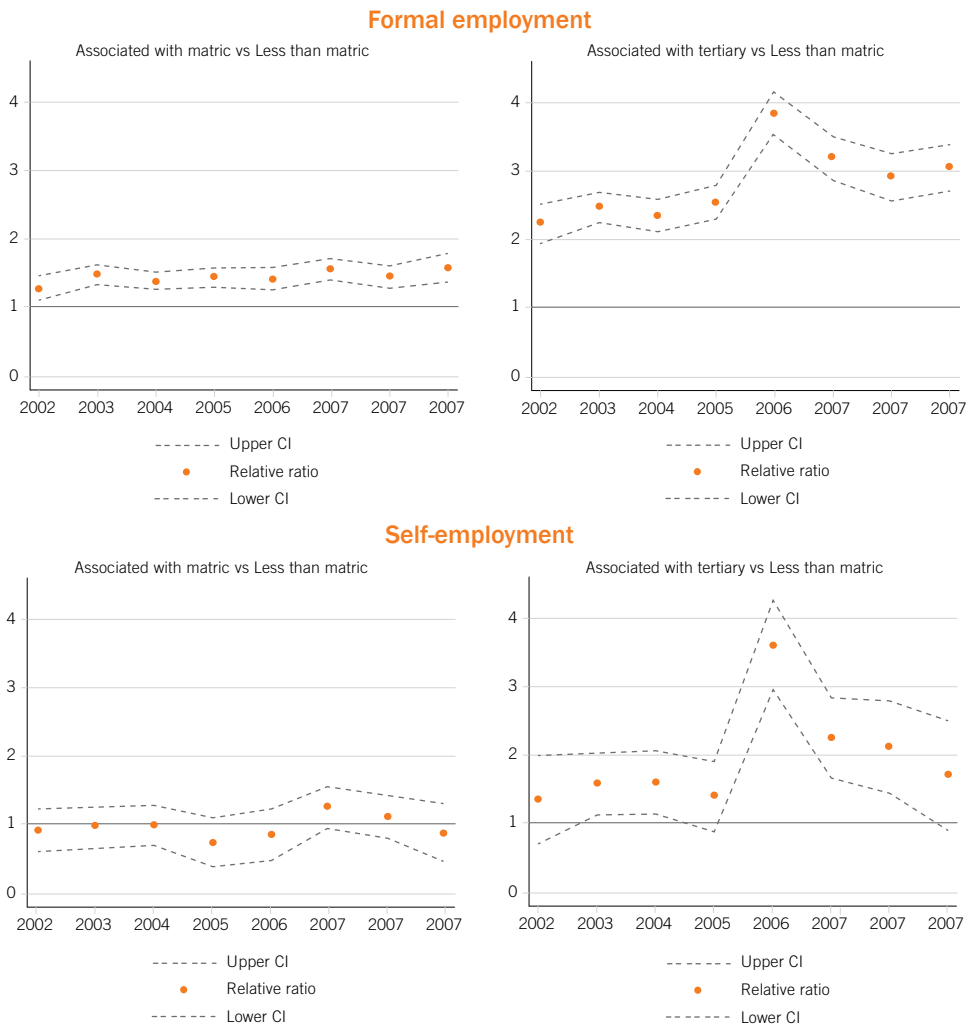 Formal employment
Associated with matric vs Less than matric
4
3
2
1
0
2002 2003 2004 2005 2006 2007 2007 2007
Upper CI
Relative ratio
Lower CI
Associated with tertiary vs Less than matric
4
3
2
1
0
2002 2003 2004 2005 2006 2007 2007 2007
Upper CI
Relative ratio
Lower CI
Self-employment
Associated with matric vs Less than matric
4
3
2
1
0
2002 2003 2004 2005 2006 2007 2007 2007
Upper CI
Relative ratio
Lower CI
Associated with tertiary vs Less than matric
4
3
2
1
0
2002 2003 2004 2005 2006 2007 2007 2007
Upper CI
Relative ratio
Lower CI